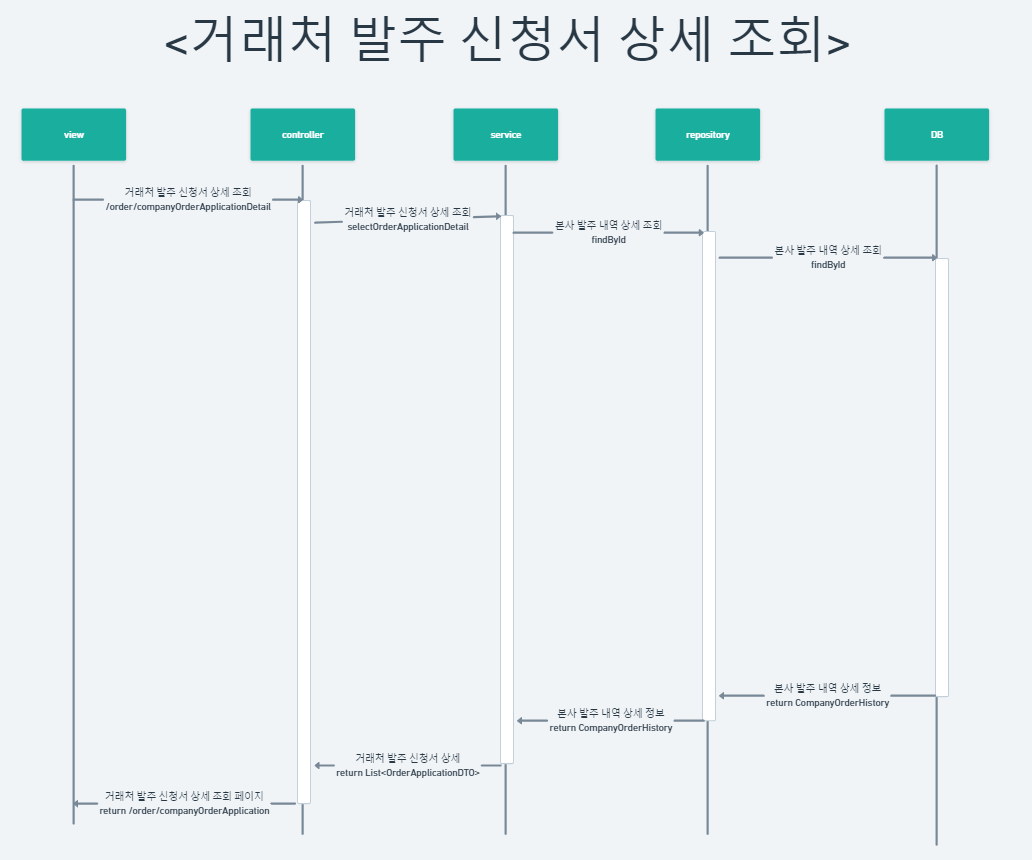 <거래처 발주 신청서 상세 조회>
view
controller
service
repository
DB
거래처 발주 신청서 상세 조회
/order/companyOrderApplicationDetail
거래처 발주 신청서 상세 조회
selectOrderApplicationDetail
본사 발주 내역 상세 조회
findById
본사 발주 내역 상세 조회
findById
본사 발주 내역 상세 정보
return CompanyOrderHistory
본사 발주 내역 상세 정보
return CompanyOrderHistory
거래처 발주 신청서 상세
return List<OrderApplicationDTO>
거래처 발주 신청서 상세 조회 페이지
return /order/companyOrderApplication